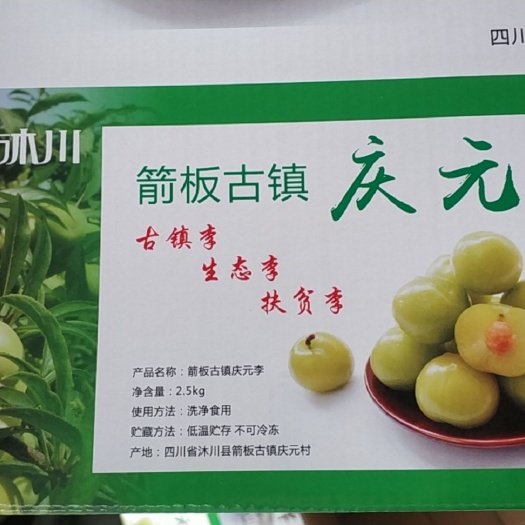 四川
沐川
箭板古镇 庆元
古镇李
生态李
扶贫李
产品名称：箭板古镇庆元李
净含量：2.5kg
使用方法：洗净食用
贮藏方法：低温贮存 不可冷冻
产地：四川省沐川县箭板古镇庆元村